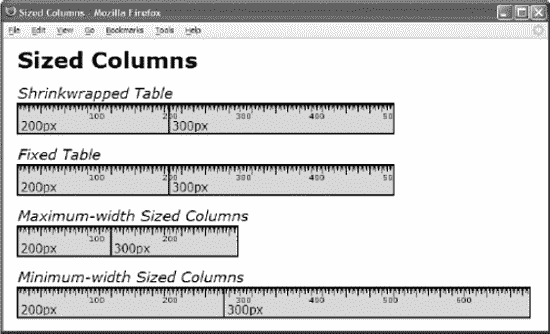 Sized Columns - Mozilla Firefox
File Edit View Go Bookmarks Tools Help
Sized Columns
Shrinkwrapped Table
100 200 300 400 50
200px 300px
Fixed Table
100 200 300 400 50
200px 300px
Maximum-width Sized Columns
100 200
200px 300px
Minimum-width Sized Columns
100 200 300 400 500 600
200px 300px